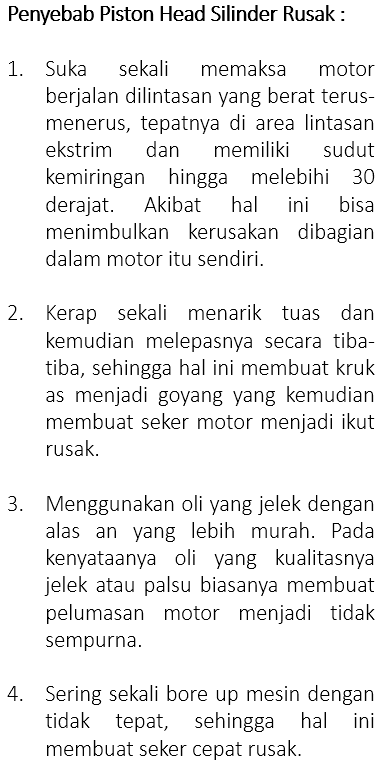 Penyebab Piston Head Silinder Rusak :
1. Suka sekali memaksa motor
berjalan dilintasan yang berat terus-
menerus, tepatnya di area lintasan
ekstrim dan memiliki sudut
kemiringan hingga melebihi 30
derajat. Akibat hal ini bisa
menimbulkan kerusakan dibagian
dalam motor itu sendiri.
2. Kerap sekali menarik tuas dan
kemudian melepasnya secara tiba-
tiba, sehingga hal ini membuat kruk
as menjadi goyang yang kemudian
membuat seker motor menjadi ikut
rusak.
3. Menggunakan oli yang jelek dengan
alas an yang lebih murah. Pada
kenyataanya oli yang kualitasnya
jelek atau palsu biasanya membuat
pelumasan motor menjadi tidak
sempurna.
4. Sering sekali bore up mesin dengan
tidak tepat, sehingga hal ini
membuat seker cepat rusak.